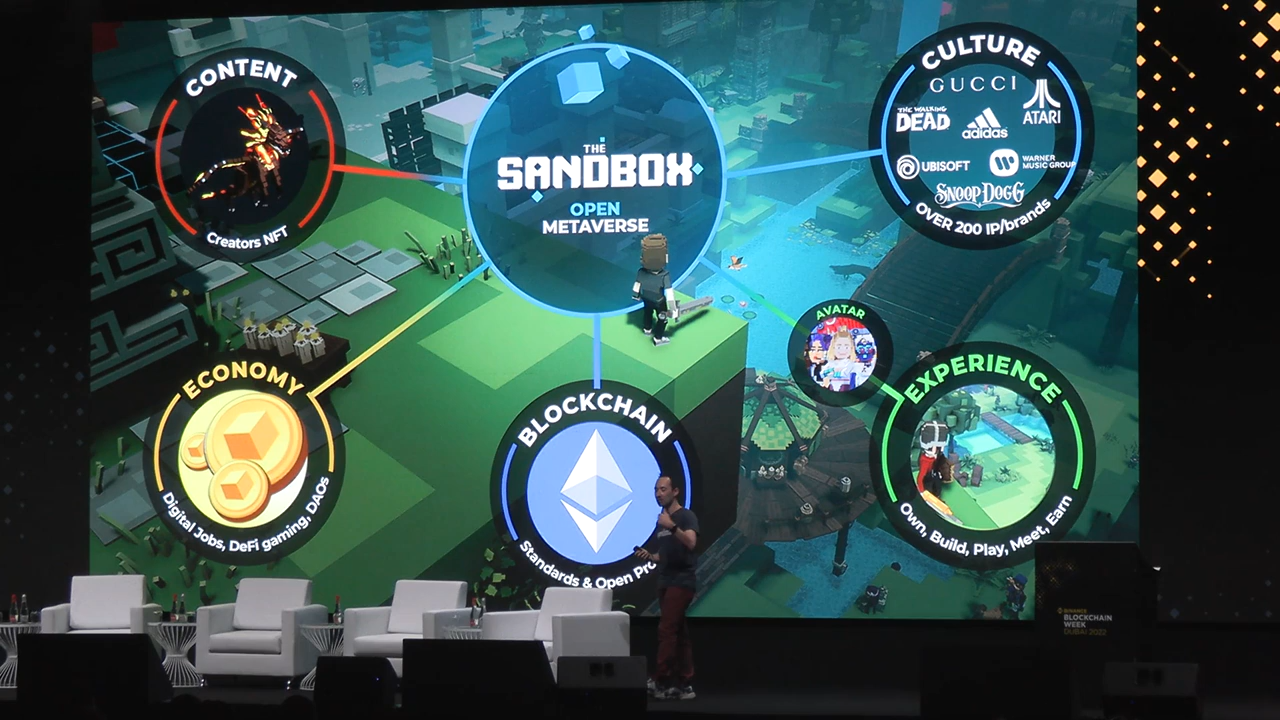 CONTENT
Creators NFT
THE
SANDBOX
OPEN
METAVERSE
CULTURE
GUCCI
THE WALKING
DEAD
adidas
ATARI
UBISOFT
WARNER
MUSIC GROUP
SNOOP DOGG
OVER 200 IP/brands
ECONOMY
Digital Jobs, DeFi gaming, DAOs
BLOCKCHAIN
Standards & Open Pro
AVATAR
EXPERIENCE
Own, Build, Play, Meet, Earn
BINANCE
BLOCKCHAIN
WEEK
DUBAI 2022